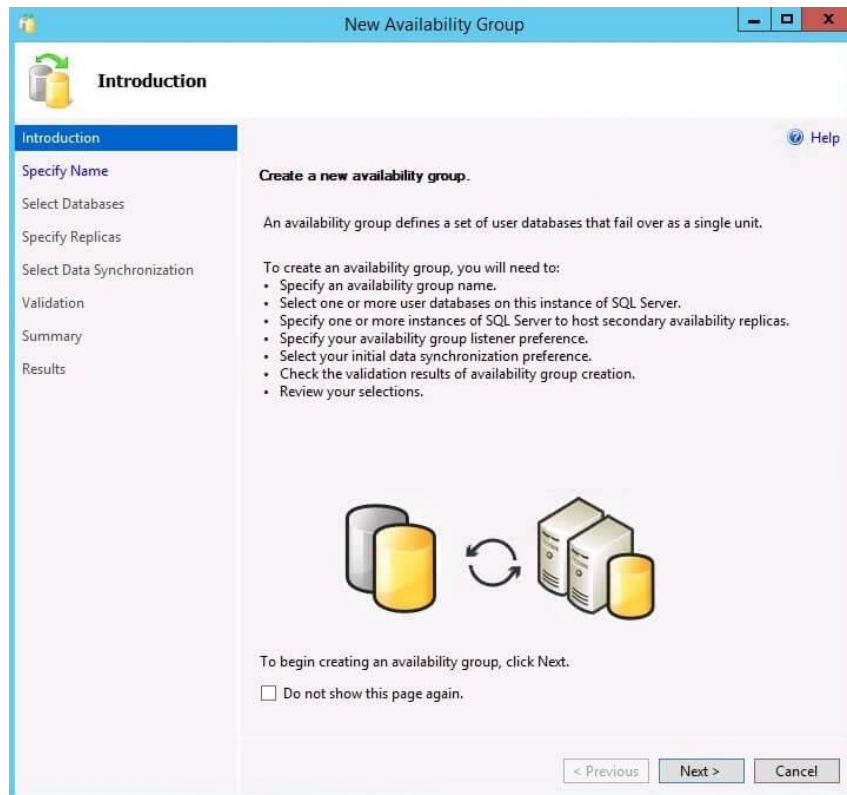 New Availability Group
Introduction
Introduction
Help
Specify Name
Select Databases
Specify Replicas
Select Data Synchronization
Validation
Summary
Results
Create a new availability group.
An availability group defines a set of user databases that fail over as a single unit.
To create an availability group, you will need to:
• Specify an availability group name.
• Select one or more user databases on this instance of SQL Server.
• Specify one or more instances of SQL Server to host secondary availability replicas.
• Specify your availability group listener preference.
• Select your initial data synchronization preference.
• Check the validation results of availability group creation.
• Review your selections.
To begin creating an availability group, click Next.
Do not show this page again.
< Previous
Next >
Cancel